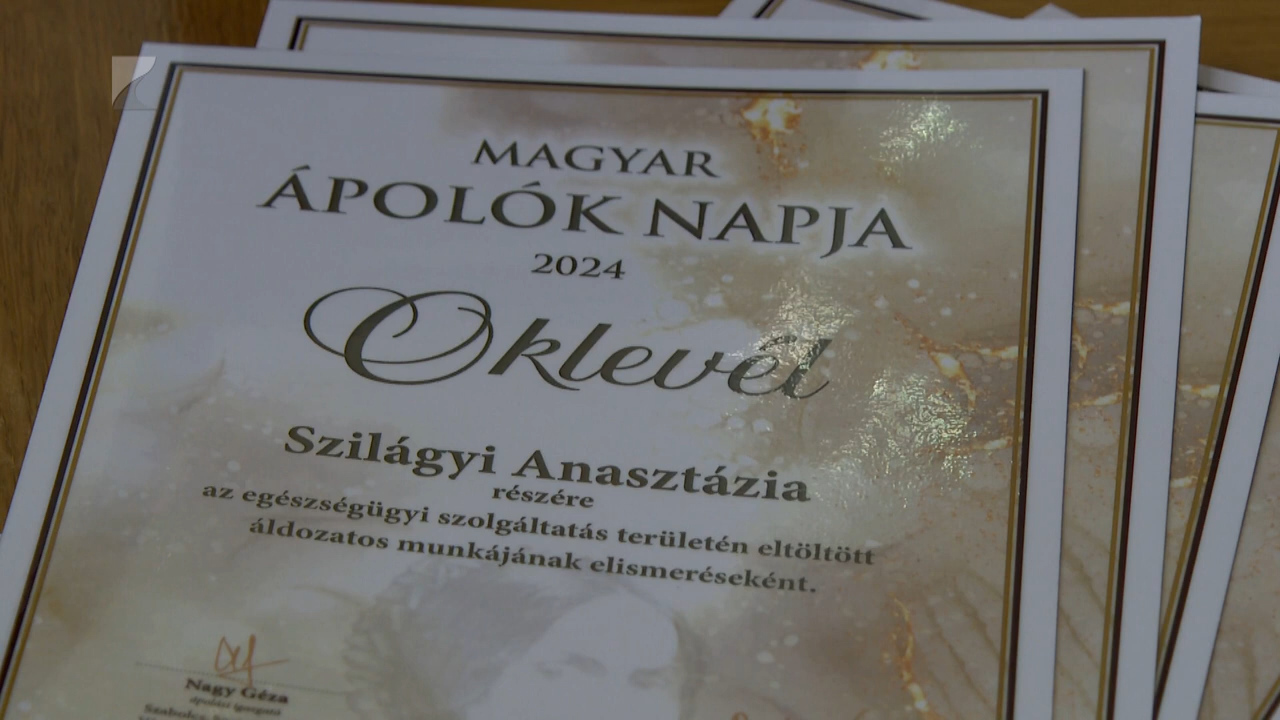 MAGYAR
ÁPOLÓK NAPJA
2024
Oklevél
Szilágyi Anasztázia
részére
az egészségügyi szolgáltatás területén eltöltött
áldozatos munkájának elismeréseként.
Nagy Géza
ápolási igazgató